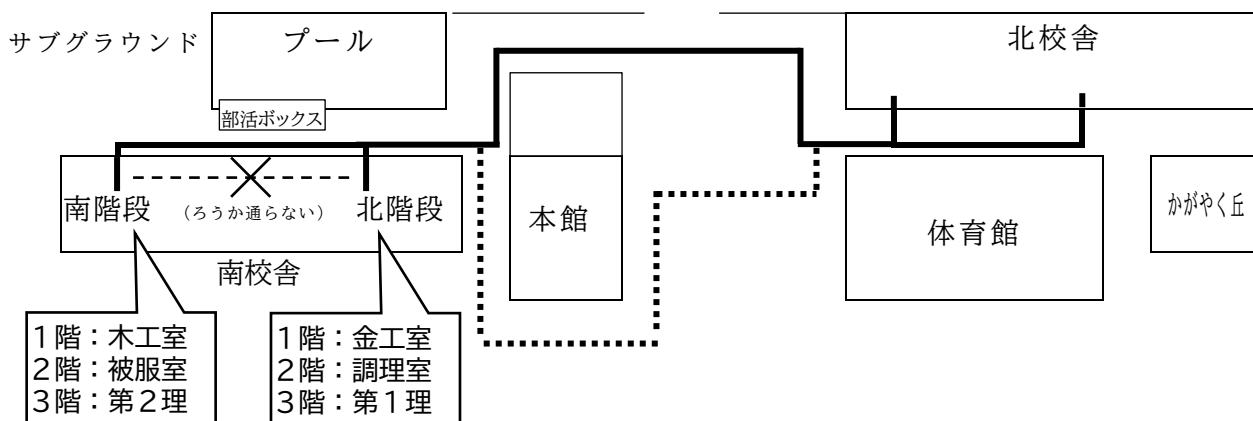 サブグラウンド
プール
北校舎
部活ボックス
南階段
(ろうか通らない)
北階段
本館
体育館
かがやく丘
南校舎
1階：木工室
2階：被服室
3階：第2理
1階：金工室
2階：調理室
3階：第1理